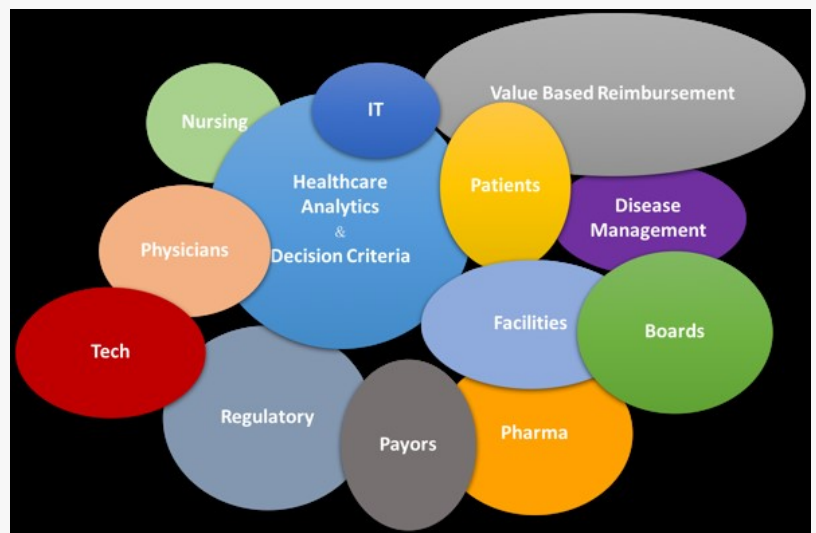 IT
Value Based Reimbursement
Nursing
Healthcare
Analytics
&
Decision Criteria
Patients
Disease
Management
Physicians
Facilities
Boards
Tech
Regulatory
Payors
Pharma